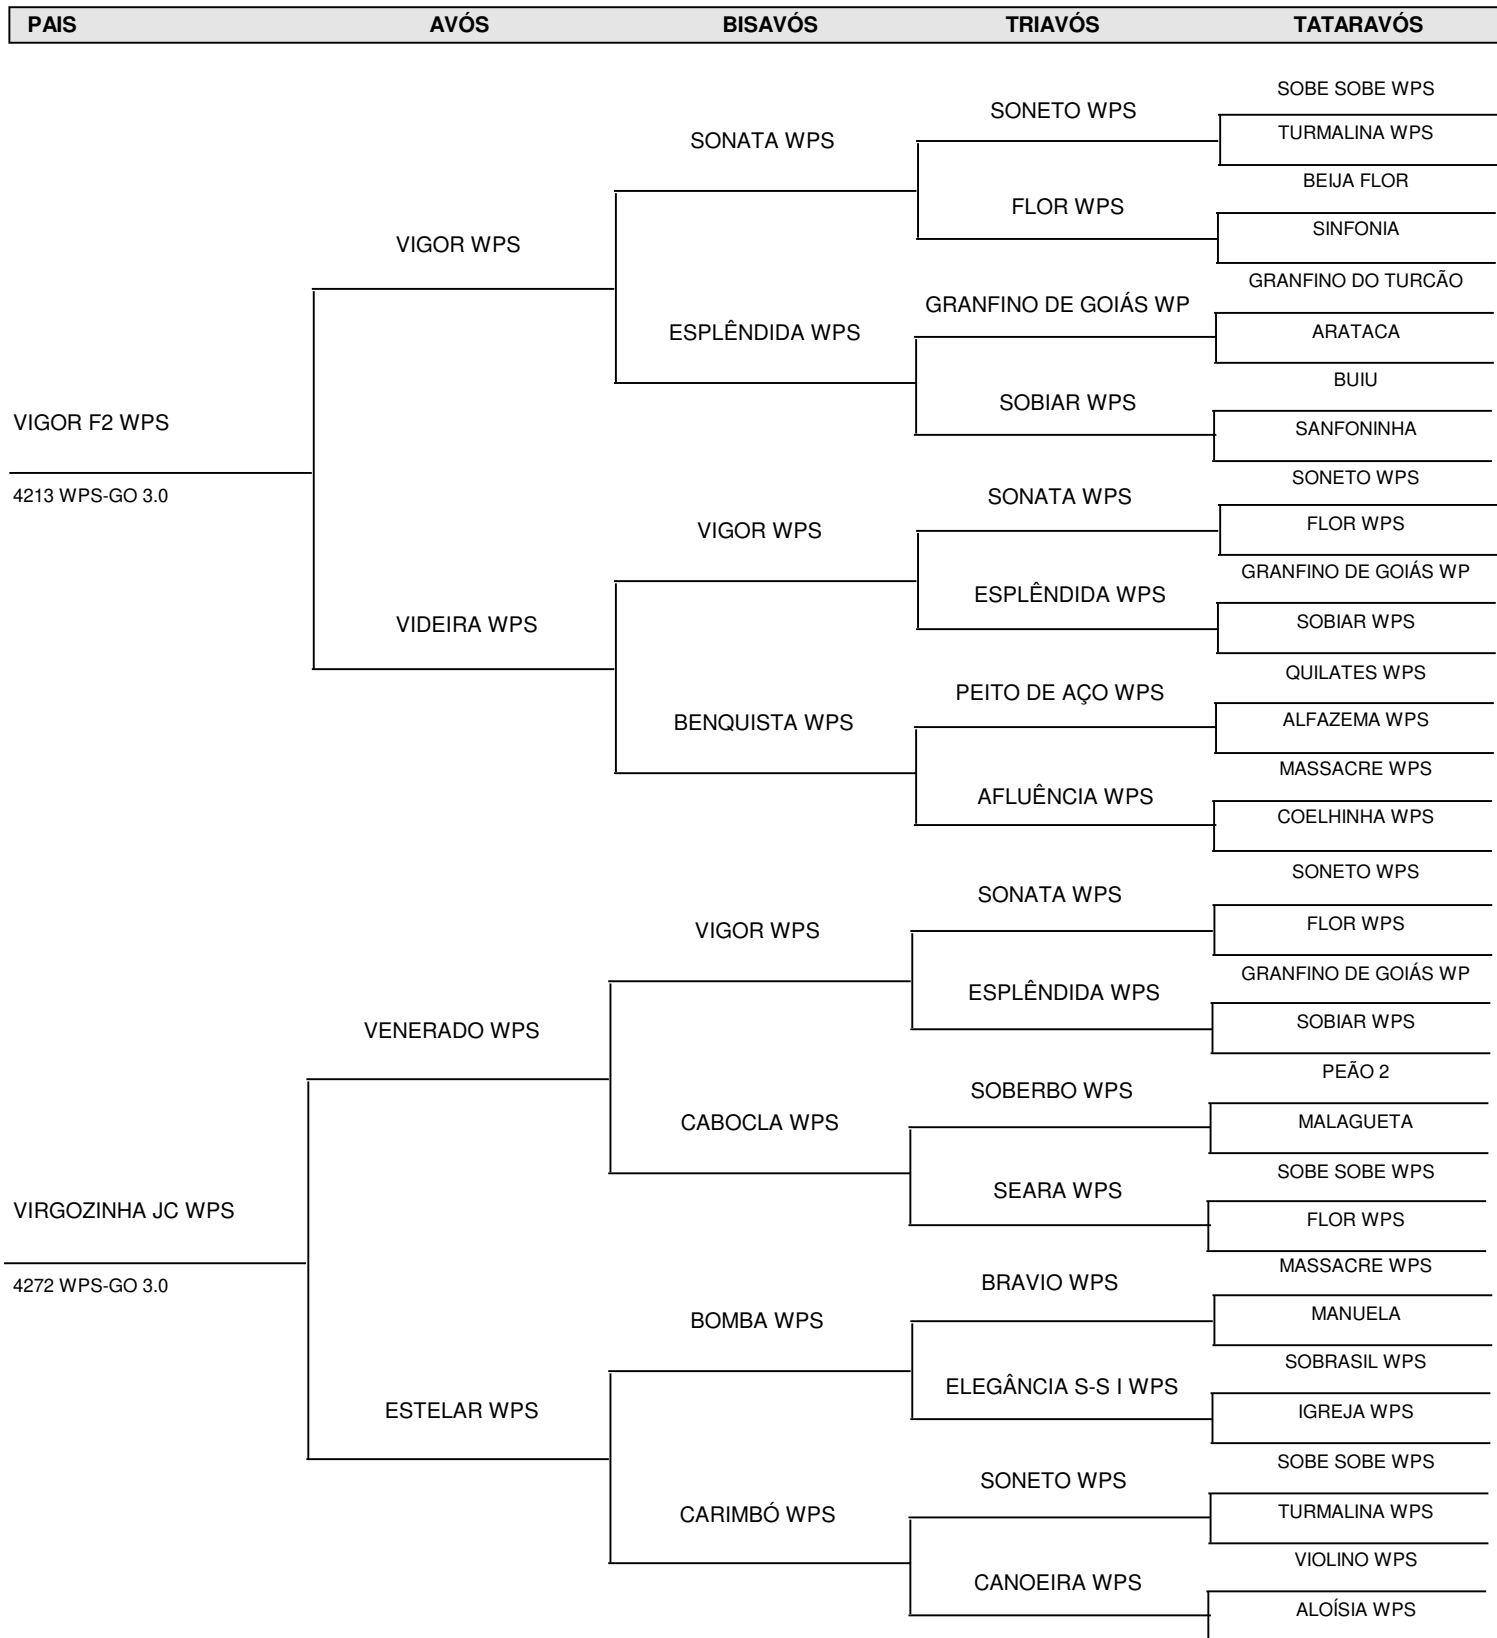 PAIS AVÓS BISAVÓS TRIAVÓS TATARAVÓS
SOBE SOBE WPS
SONETO WPS
TURMALINA WPS
SONATA WPS
BEIJA FLOR
FLOR WPS
SINFONIA
VIGOR WPS
GRANFINO DO TURCÃO
GRANFINO DE GOIÁS WP
ARATACA
ESPLÊNDIDA WPS
BUIU
SOBIAR WPS
SANFONINHA
VIGOR F2 WPS
4213 WPS-GO 3.0
SONETO WPS
SONATA WPS
FLOR WPS
VIGOR WPS
GRANFINO DE GOIÁS WP
ESPLÊNDIDA WPS
SOBIAR WPS
VIDEIRA WPS
QUILATES WPS
PEITO DE AÇO WPS
ALFAZEMA WPS
BENQUISTA WPS
MASSACRE WPS
AFLUÊNCIA WPS
COELHINHA WPS
SONETO WPS
SONATA WPS
FLOR WPS
VIGOR WPS
GRANFINO DE GOIÁS WP
ESPLÊNDIDA WPS
SOBIAR WPS
VENERADO WPS
PEÃO 2
SOBERBO WPS
MALAGUETA
CABOCLA WPS
SOBE SOBE WPS
SEARA WPS
FLOR WPS
VIRGOZINHA JC WPS
4272 WPS-GO 3.0
MASSACRE WPS
BRAVIO WPS
MANUELA
BOMBA WPS
SOBRASIL WPS
ELEGÂNCIA S-S I WPS
IGREJA WPS
ESTELAR WPS
SOBE SOBE WPS
SONETO WPS
TURMALINA WPS
CARIMBÓ WPS
VIOLINO WPS
CANOEIRA WPS
ALOÍSIA WPS